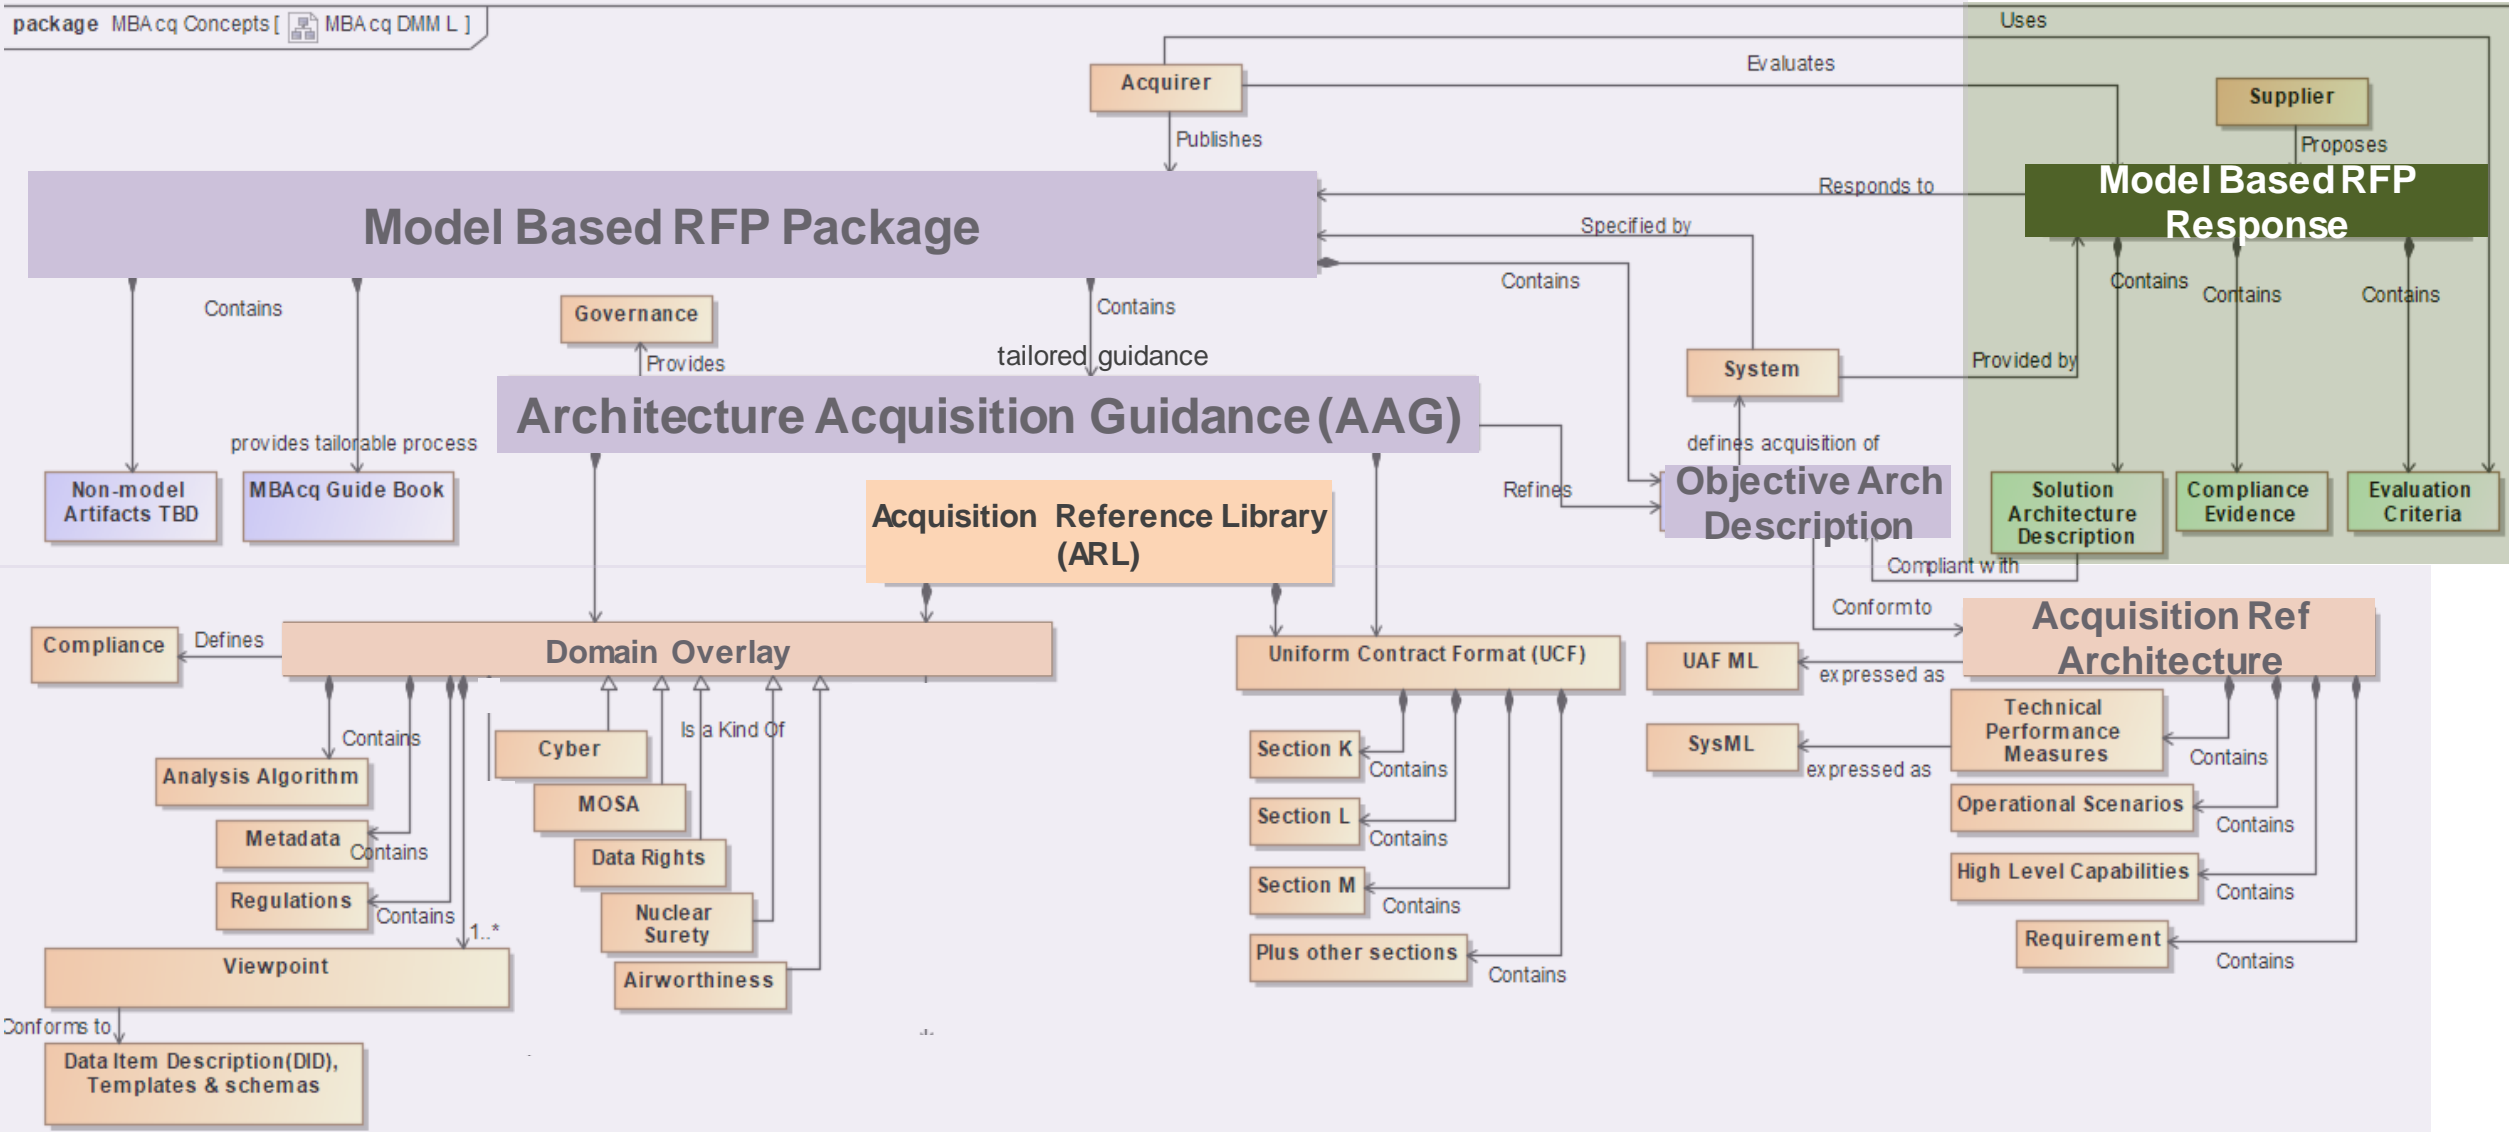 package MBAcq Concepts [ MBAcq DMM L ]
Uses
Evaluates
Acquirer
Supplier
Publishes
Proposes
Model Based RFP Package
Responds to
Model Based RFP
Response
Specified by
Contains
Contains
Contains
Contains
Contains
Contains
Contains
Governance
Provides
tailored guidance
System
Provided by
Architecture Acquisition Guidance (AAG)
provides tailorable process
defines acquisition of
Non-model
Artifacts TBD
MBAcq Guide Book
Refines
Objective Arch
Description
Solution
Architecture
Description
Compliance
Evidence
Evaluation
Criteria
Acquisition Reference Library
(ARL)
Compliant with
Conform to
Acquisition Ref
Architecture
Compliance
Defines
Domain Overlay
Uniform Contract Format (UCF)
UAF ML
expressed as
Contains
Analysis Algorithm
Metadata
Contains
Regulations
Contains
1..*
Viewpoint
Conforms to
Data Item Description(DID),
Templates & schemas
Is a Kind Of
Cyber
MOSA
Data Rights
Nuclear
Surety
Airworthiness
Section K
Contains
Section L
Contains
Section M
Contains
Plus other sections
Contains
SysML
expressed as
Technical
Performance
Measures
Contains
Operational Scenarios
Contains
High Level Capabilities
Contains
Requirement
Contains